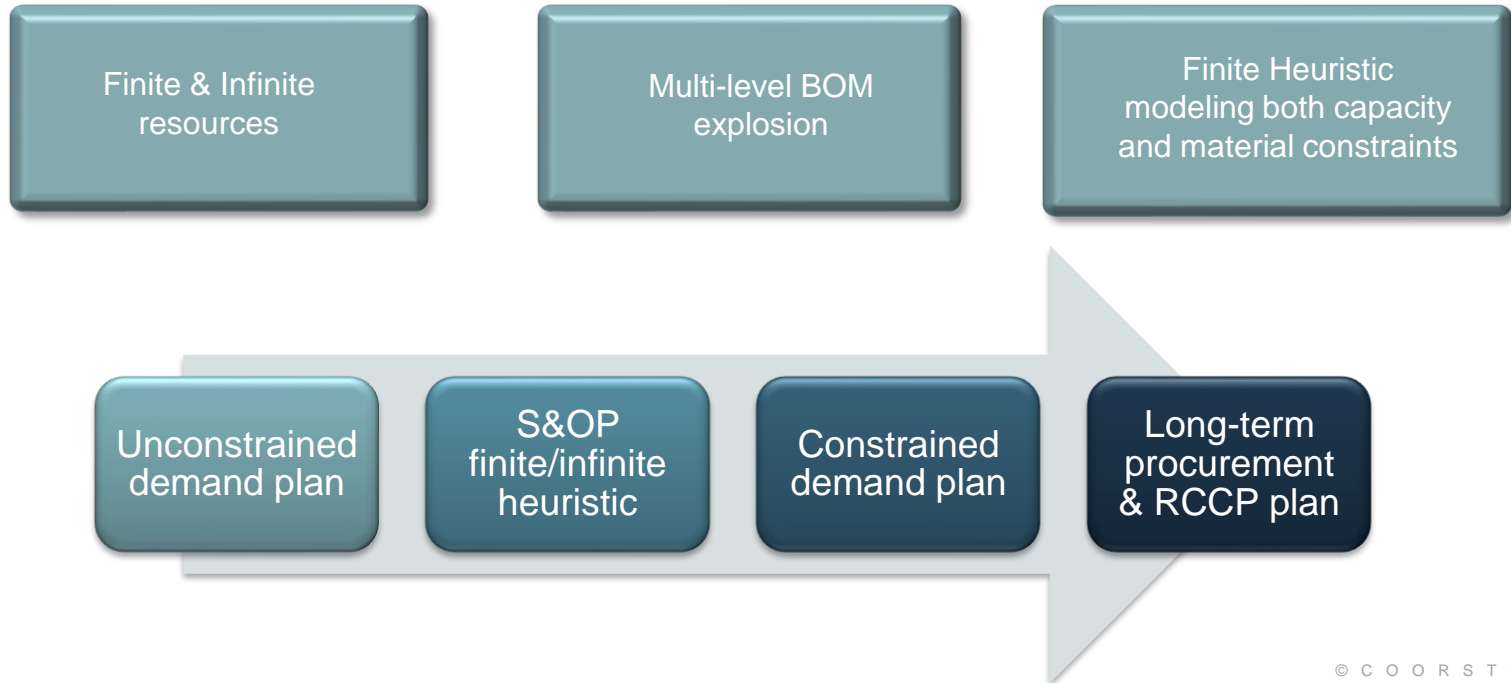 Finite & Infinite
resources
Multi-level BOM
explosion
Finite Heuristic
modeling both capacity
and material constraints
Unconstrained
demand plan
S&OP
finite/infinite
heuristic
Constrained
demand plan
Long-term
procurement
& RCCP plan
© C O O R S T